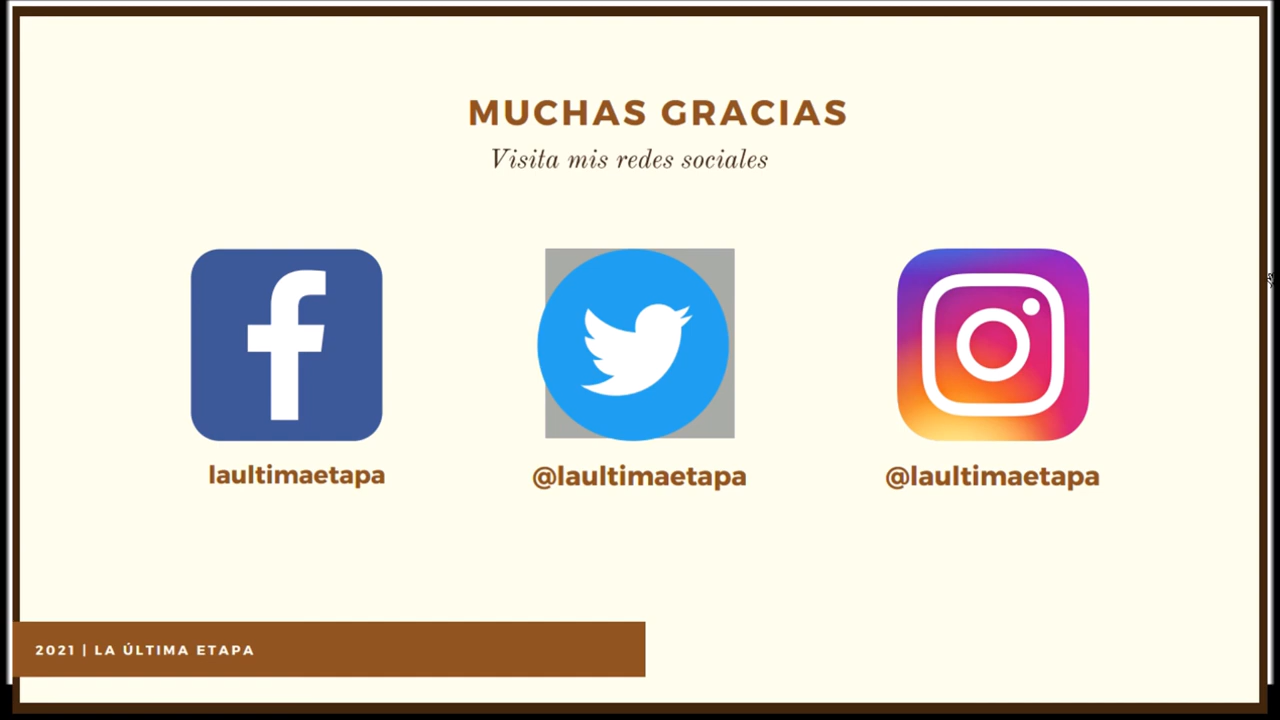 MUCHAS GRACIAS
Visita mis redes sociales
laultimaetapa
@laultimaetapa
@laultimaetapa
2021 | LA ÚLTIMA ETAPA